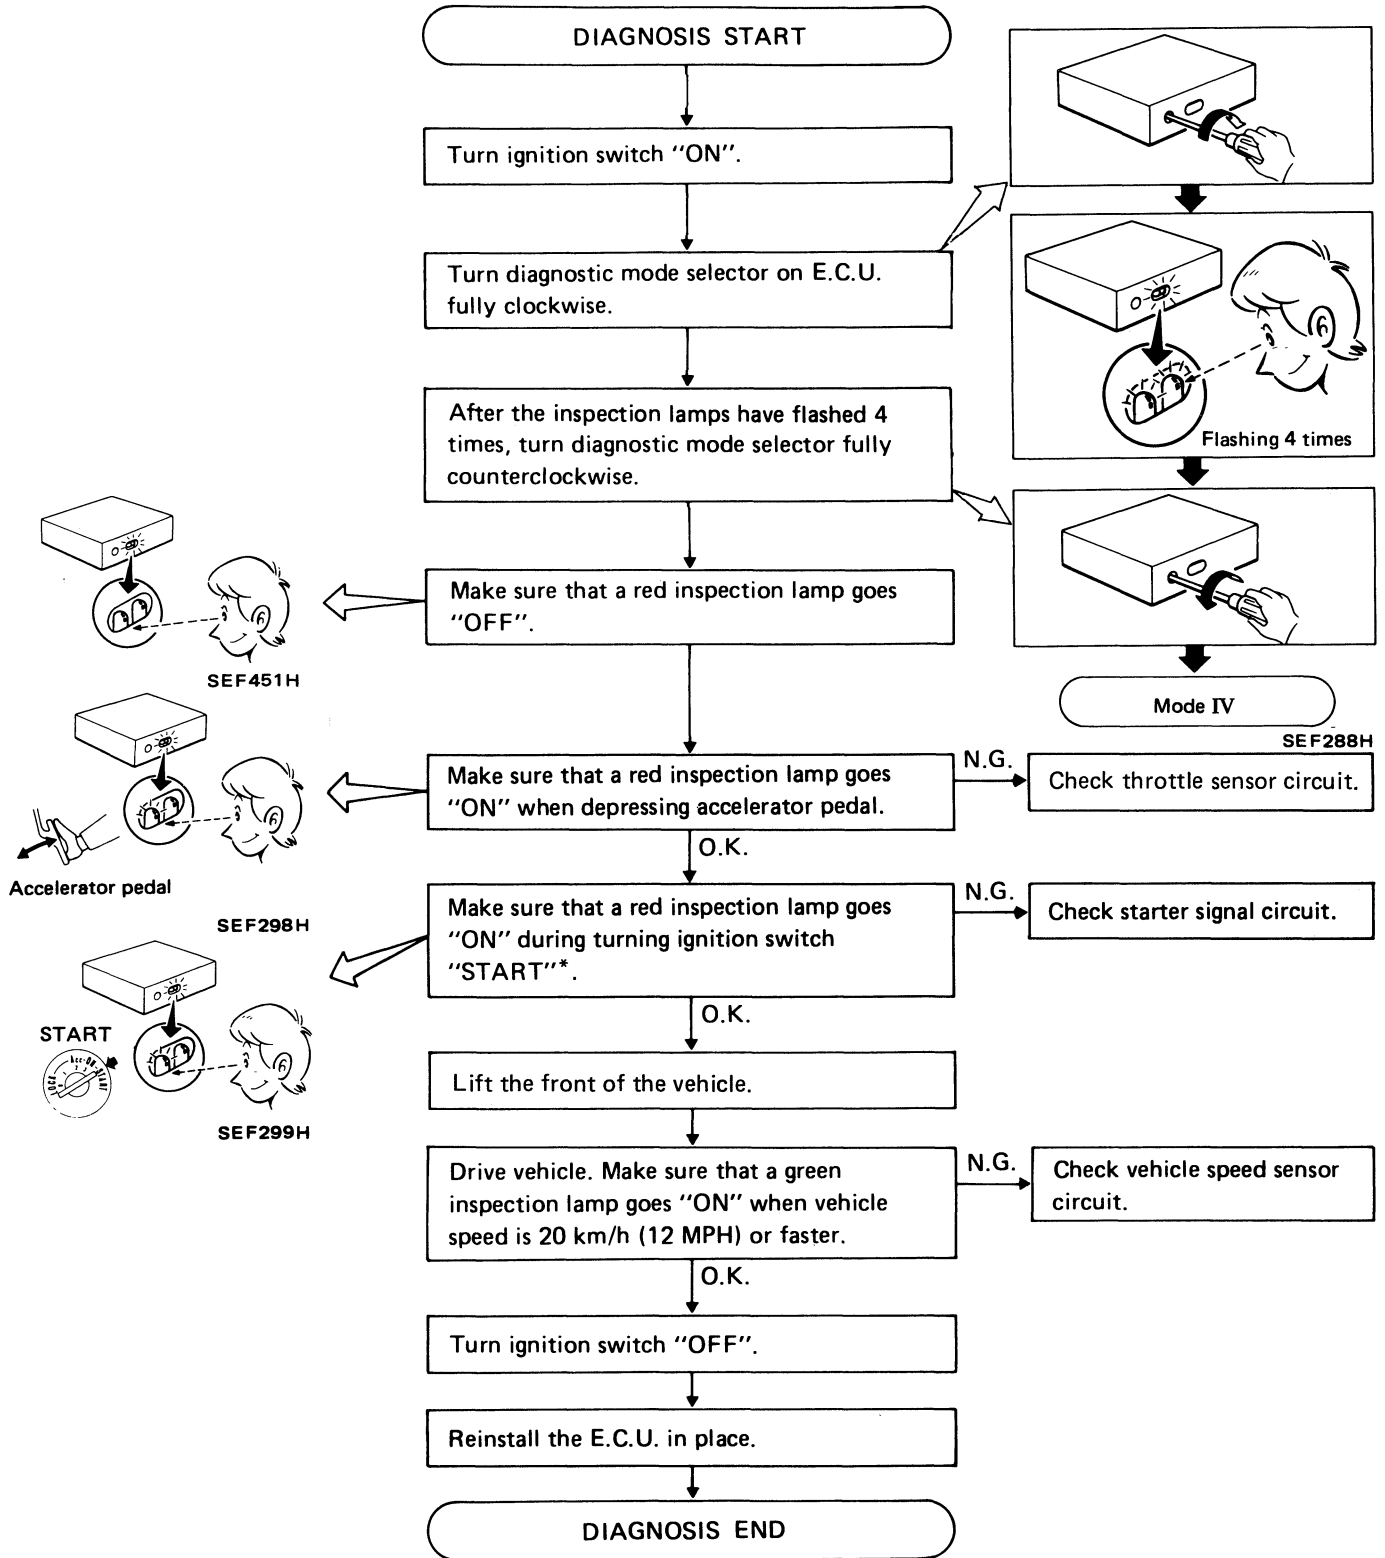 DIAGNOSIS START
Turn ignition switch “ON”.
Turn diagnostic mode selector on E.C.U.
fully clockwise.
After the inspection lamps have flashed 4
times, turn diagnostic mode selector fully
counterclockwise.
Flashing 4 times
Mode IV
SEF288H
Make sure that a red inspection lamp goes
“OFF”.
SEF451H
Make sure that a red inspection lamp goes
“ON” when depressing accelerator pedal.
N.G.
Check throttle sensor circuit.
Accelerator pedal
SEF298H
O.K.
Make sure that a red inspection lamp goes
“ON” during turning ignition switch
“START”*.
N.G.
Check starter signal circuit.
START
LOCK Acc-ON-START
SEF299H
O.K.
Lift the front of the vehicle.
Drive vehicle. Make sure that a green
inspection lamp goes “ON” when vehicle
speed is 20 km/h (12 MPH) or faster.
N.G.
Check vehicle speed sensor
circuit.
O.K.
Turn ignition switch “OFF”.
Reinstall the E.C.U. in place.
DIAGNOSIS END